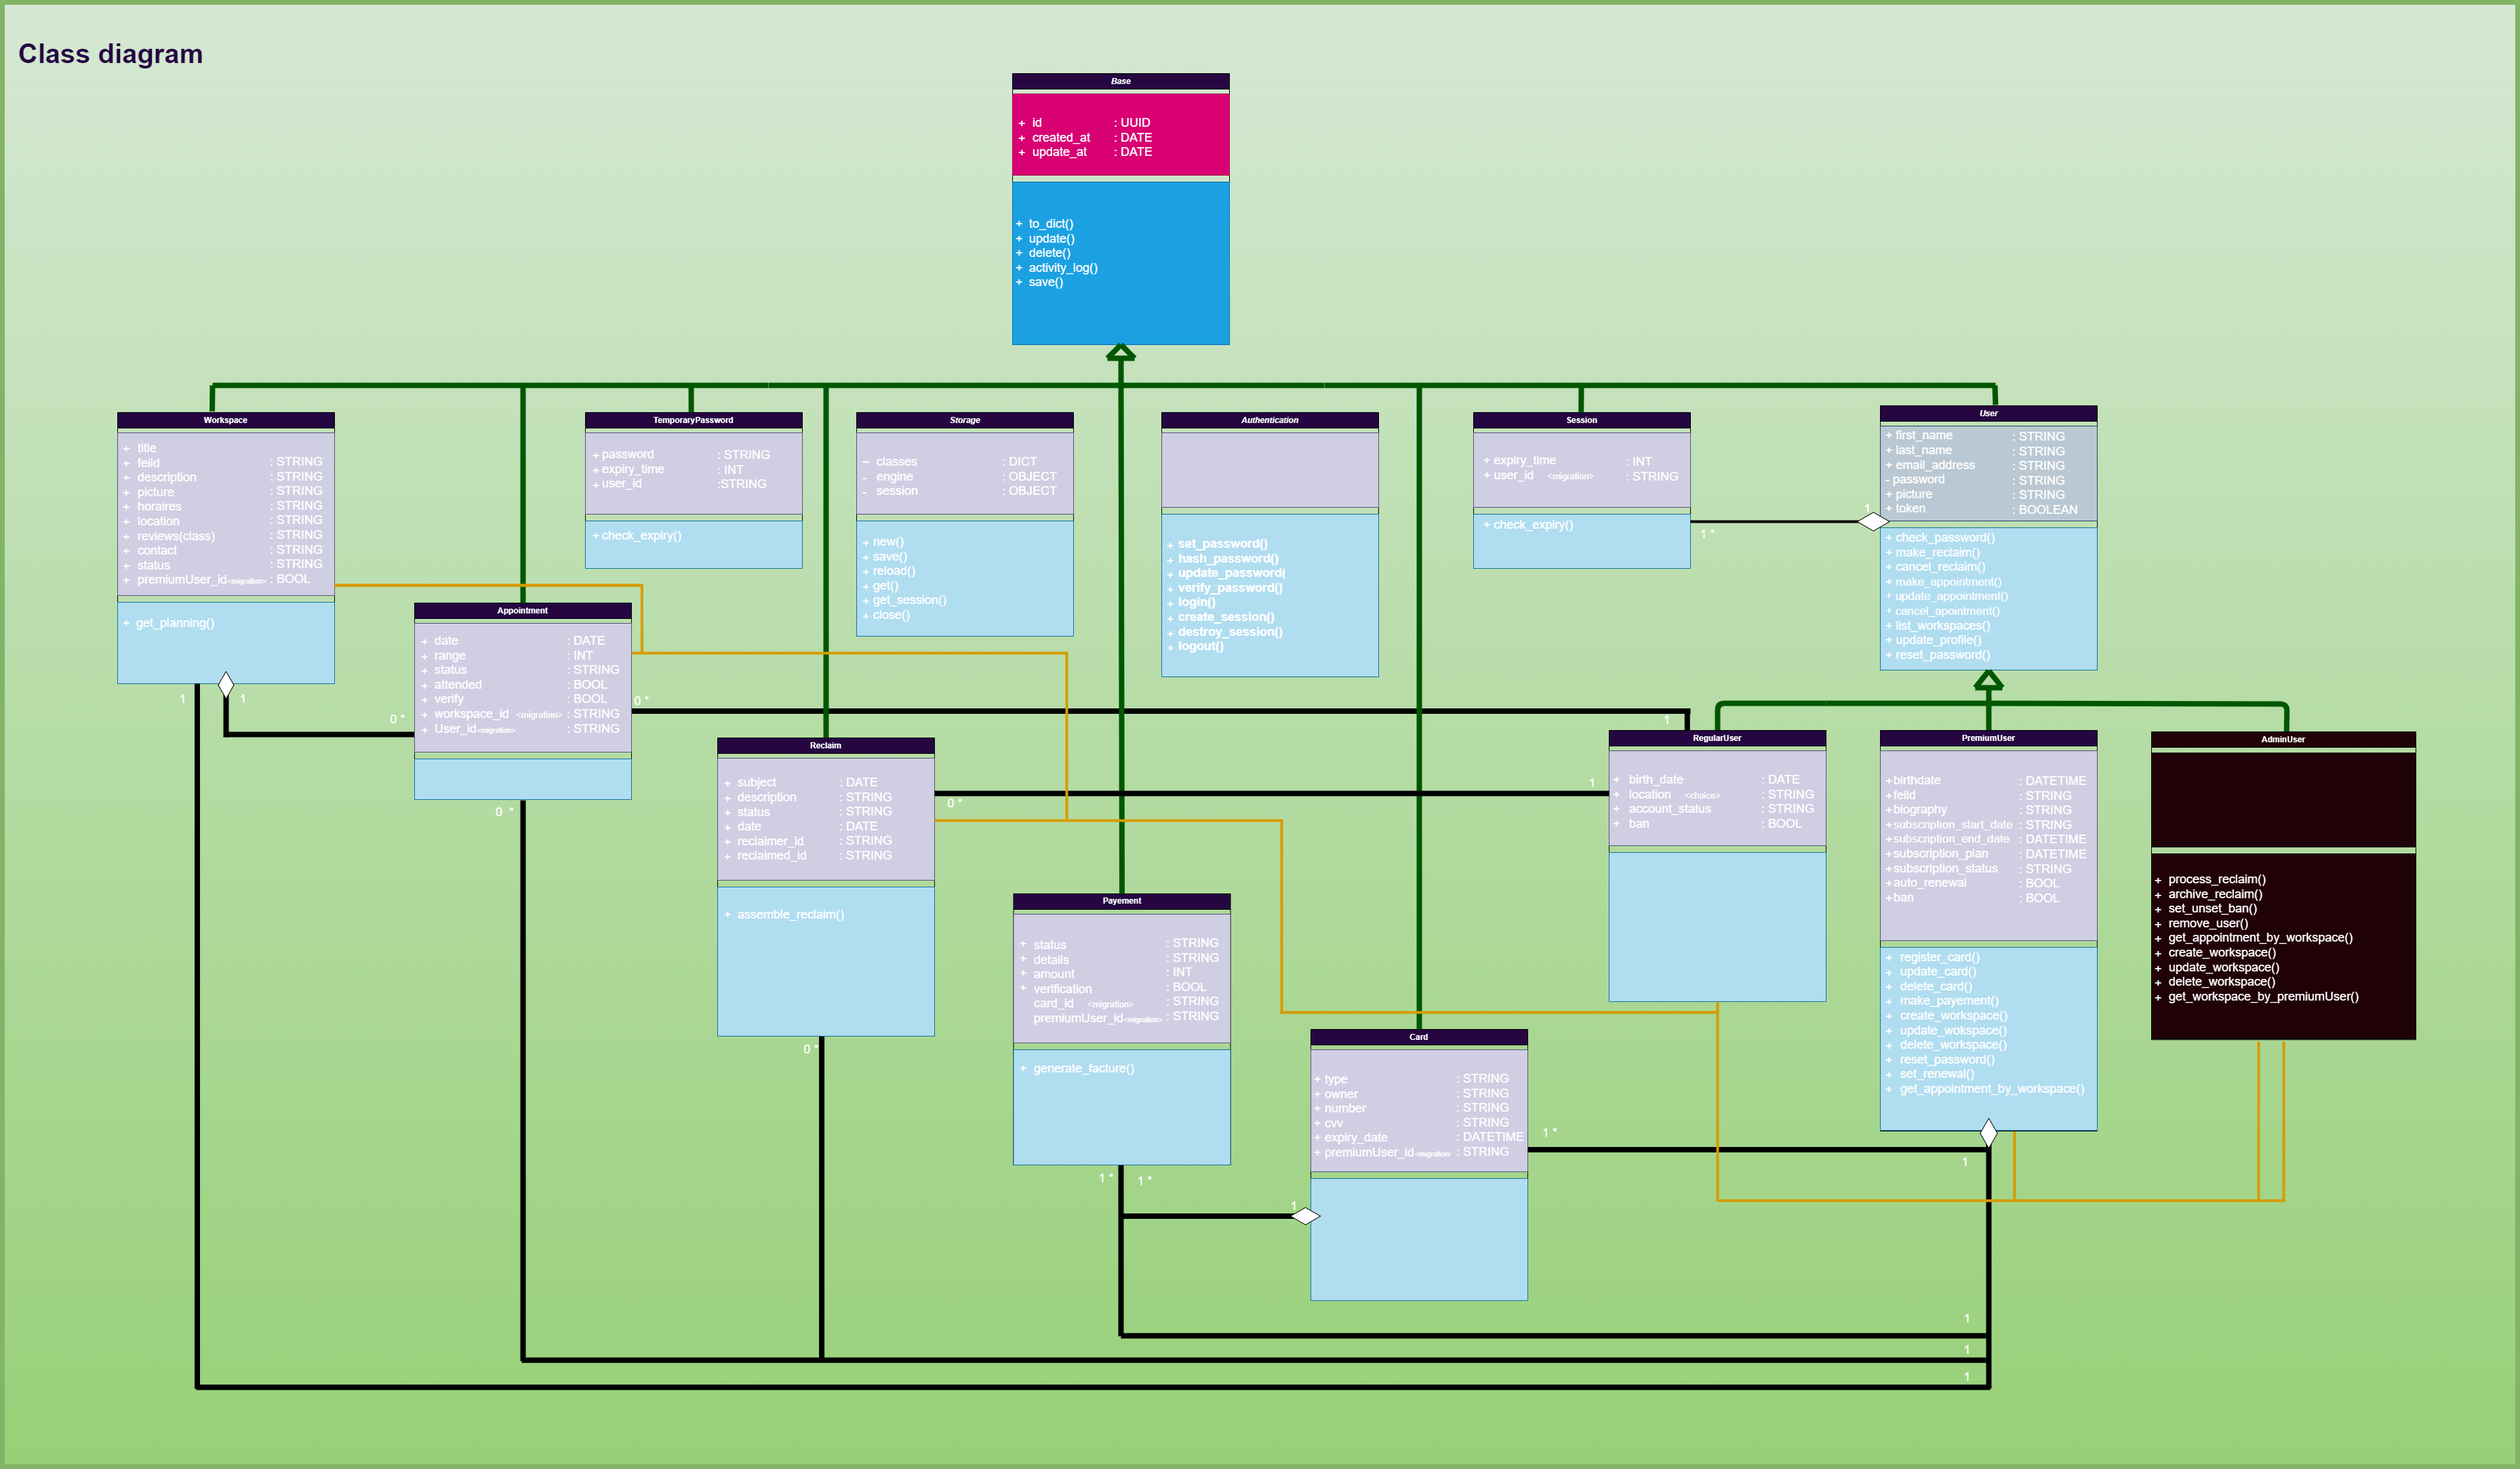 Class diagram
Base
+ id : UUID
+ created_at : DATE
+ update_at : DATE
+ to_dict()
+ update()
+ delete()
+ activity_log()
+ save()
Workspace
+ title
+ feild : STRING
+ description : STRING
+ picture : STRING
+ horaires : STRING
+ location : STRING
+ reviews(class) : STRING
+ contact : STRING
+ status : STRING
+ premiumUser_id<migration> : BOOL
+ get_planning()
1
1
TemporaryPassword
+ password : STRING
+ expiry_time : INT
+ user_id :STRING
+ check_expiry()
Storage
~ classes : DICT
- engine : OBJECT
- session : OBJECT
+ new()
+ save()
+ reload()
+ get()
+ get_session()
+ close()
Authentication
+ set_password()
+ hash_password()
+ update_password(
+ verify_password()
+ login()
+ create_session()
+ destroy_session()
+ logout()
Session
+ expiry_time : INT
+ user_id <migration> : STRING
+ check_expiry()
1 *
1
User
+ first_name : STRING
+ last_name : STRING
+ email_address : STRING
- password : STRING
+ picture : STRING
+ token : BOOLEAN
+ check_password()
+ make_reclaim()
+ cancel_reclaim()
+ make_appointment()
+ update_appointment()
+ cancel_apointment()
+ list_workspaces()
+ update_profile()
+ reset_password()
Appointment
+ date : DATE
+ range : INT
+ status : STRING
+ attended : BOOL
+ verify : BOOL
+ workspace_id <migration> : STRING
+ User_id<migration> : STRING
0 *
0 *
0 *
1
Reclaim
+ subject : DATE
+ description : STRING
+ status : STRING
+ date : DATE
+ reclaimer_id : STRING
+ reclaimed_id : STRING
+ assemble_reclaim()
0 *
0 *
1
Payement
+ status : STRING
+ details : STRING
+ amount : INT
+ verification : BOOL
card_id <migration> : STRING
premiumUser_id<migration> : STRING
+ generate_facture()
1 *
1 *
1
Card
+ type : STRING
+ owner : STRING
+ number : STRING
+ cvv : STRING
+ expiry_date : DATETIME
+ premiumUser_id<migration : STRING
1 *
1
RegularUser
+ birth_date : DATE
+ location <choice> : STRING
+ account_status : STRING
+ ban : BOOL
PremiumUser
+birthdate : DATETIME
+feild : STRING
+biography : STRING
+subscription_start_date : STRING
+subscription_end_date : DATETIME
+subscription_plan : DATETIME
+subscription_status : STRING
+auto_renewal : BOOL
+ban : BOOL
+ register_card()
+ update_card()
+ delete_card()
+ make_payement()
+ create_workspace()
+ update_wokspace()
+ delete_workspace()
+ reset_password()
+ set_renewal()
+ get_appointment_by_workspace()
AdminUser
+ process_reclaim()
+ archive_reclaim()
+ set_unset_ban()
+ remove_user()
+ get_appointment_by_workspace()
+ create_workspace()
+ update_workspace()
+ delete_workspace()
+ get_workspace_by_premiumUser()
1
1
1